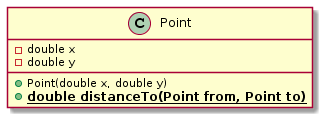 C Point
double x
double y
Point(double x, double y)
double distanceTo(Point from, Point to)